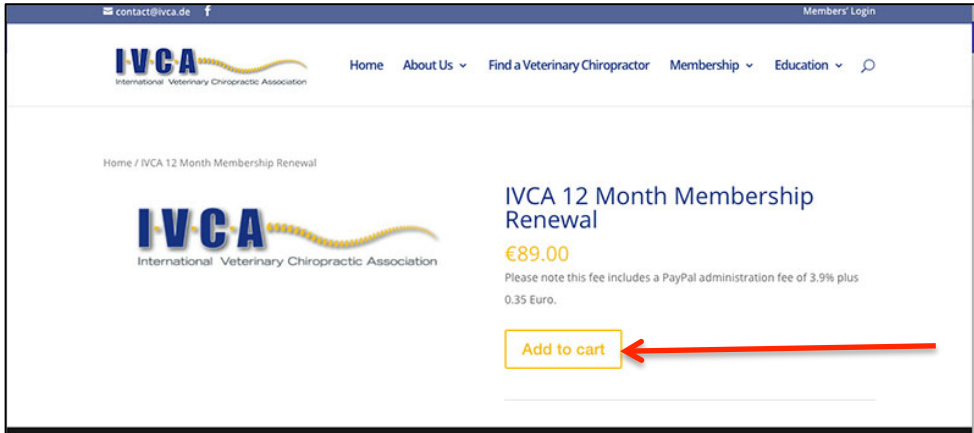 contact@ivca.de f Members' Login
I·V·C·A
International Veterinary Chiropractic Association
Home About Us Find a Veterinary Chiropractor Membership Education
Home / IVCA 12 Month Membership Renewal
I·V·C·A
International Veterinary Chiropractic Association
IVCA 12 Month Membership
Renewal
€89.00
Please note this fee includes a PayPal administration fee of 3.9% plus
0.35 Euro.
Add to cart